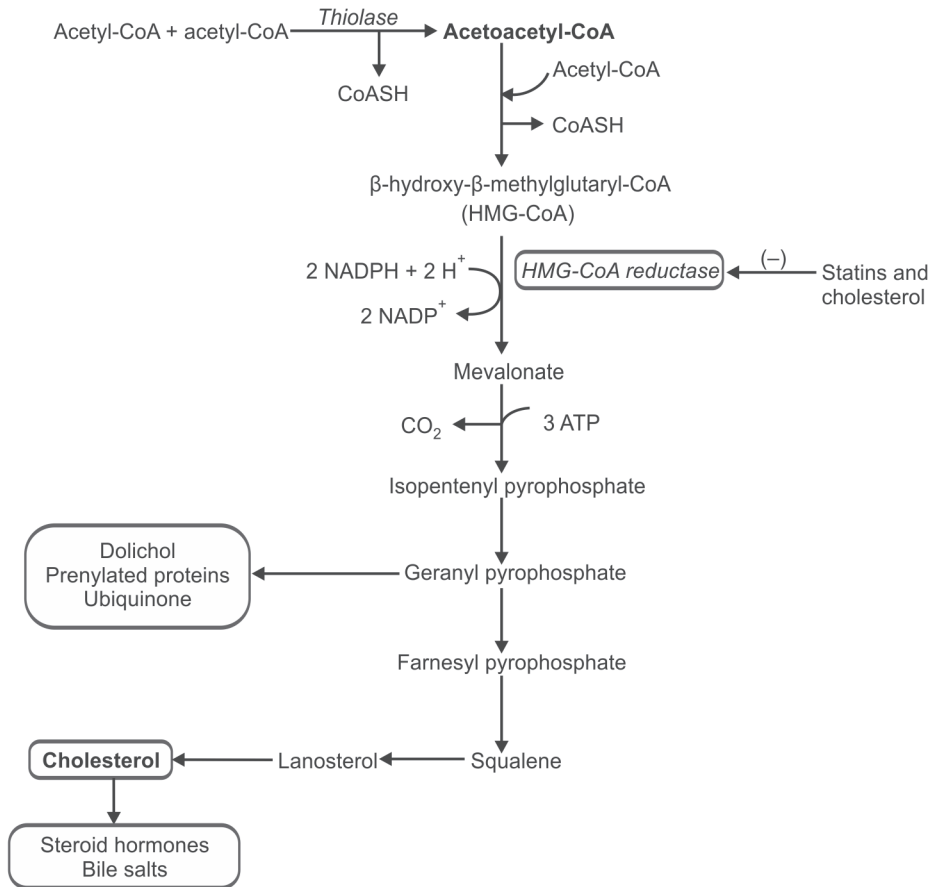 Thiolase
Acetyl-CoA + acetyl-CoA
Acetoacetyl-CoA
CoASH
Acetyl-CoA
CoASH
β-hydroxy-β-methylglutaryl-CoA
(HMG-CoA)
2 NADPH + 2 H⁺
HMG-CoA reductase
(–)
Statins and
cholesterol
2 NADP⁺
Mevalonate
CO₂
3 ATP
Isopentenyl pyrophosphate
Dolichol
Prenylated proteins
Ubiquinone
Geranyl pyrophosphate
Farnesyl pyrophosphate
Cholesterol
Lanosterol
Squalene
Steroid hormones
Bile salts